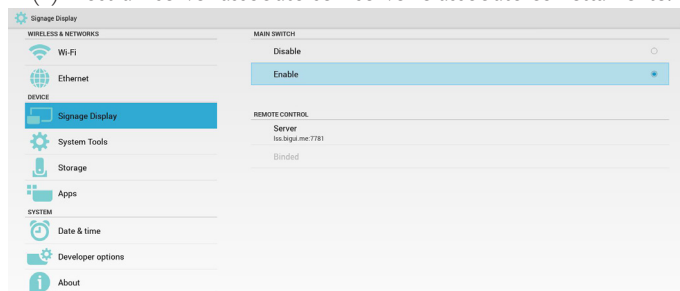 Signage Display
WIRELESS & NETWORKS
Wi-Fi
Ethernet
DEVICE
Signage Display
System Tools
Storage
Apps
SYSTEM
Date & time
Developer options
About
MAIN SWITCH
Disable
Enable
REMOTE CONTROL
Server
lss.bigui.me:7781
Binded